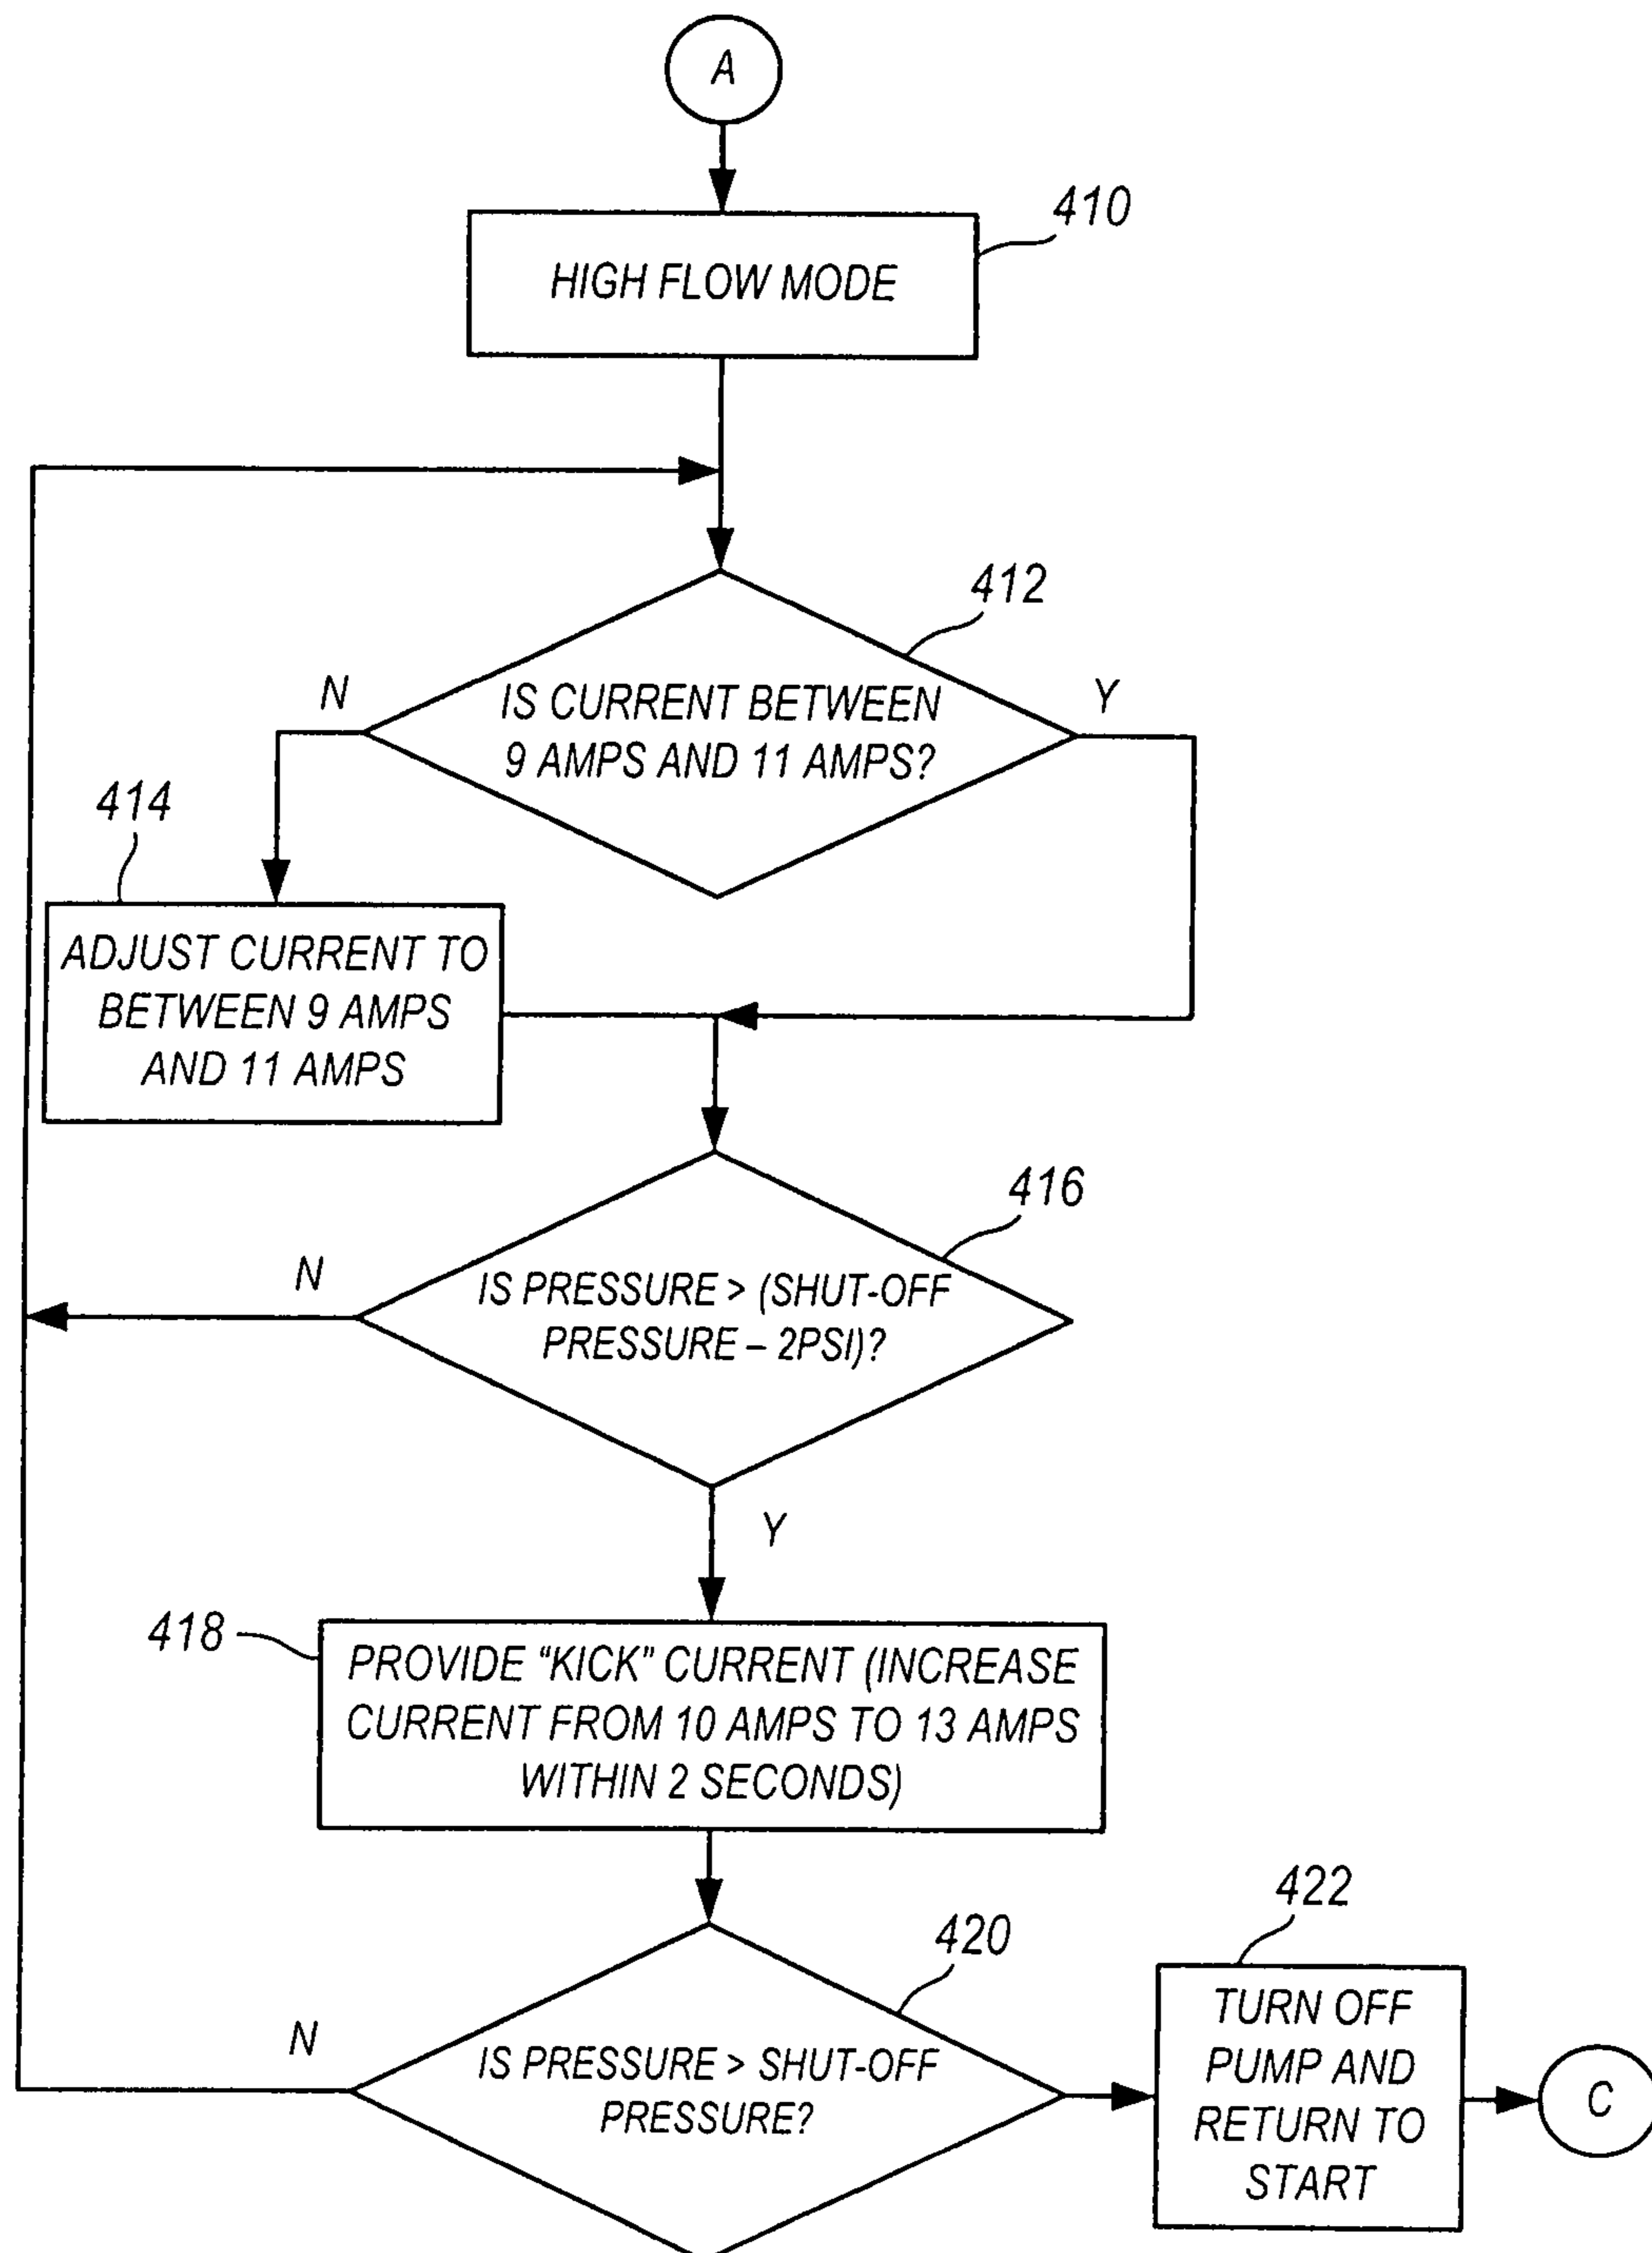 A
410
HIGH FLOW MODE
412
N
IS CURRENT BETWEEN
9 AMPS AND 11 AMPS?
Y
414
ADJUST CURRENT TO
BETWEEN 9 AMPS
AND 11 AMPS
416
N
IS PRESSURE > (SHUT-OFF
PRESSURE – 2PSI)?
Y
418
PROVIDE “KICK” CURRENT (INCREASE
CURRENT FROM 10 AMPS TO 13 AMPS
WITHIN 2 SECONDS)
420
N
IS PRESSURE > SHUT-OFF
PRESSURE?
422
TURN OFF
PUMP AND
RETURN TO
START
C